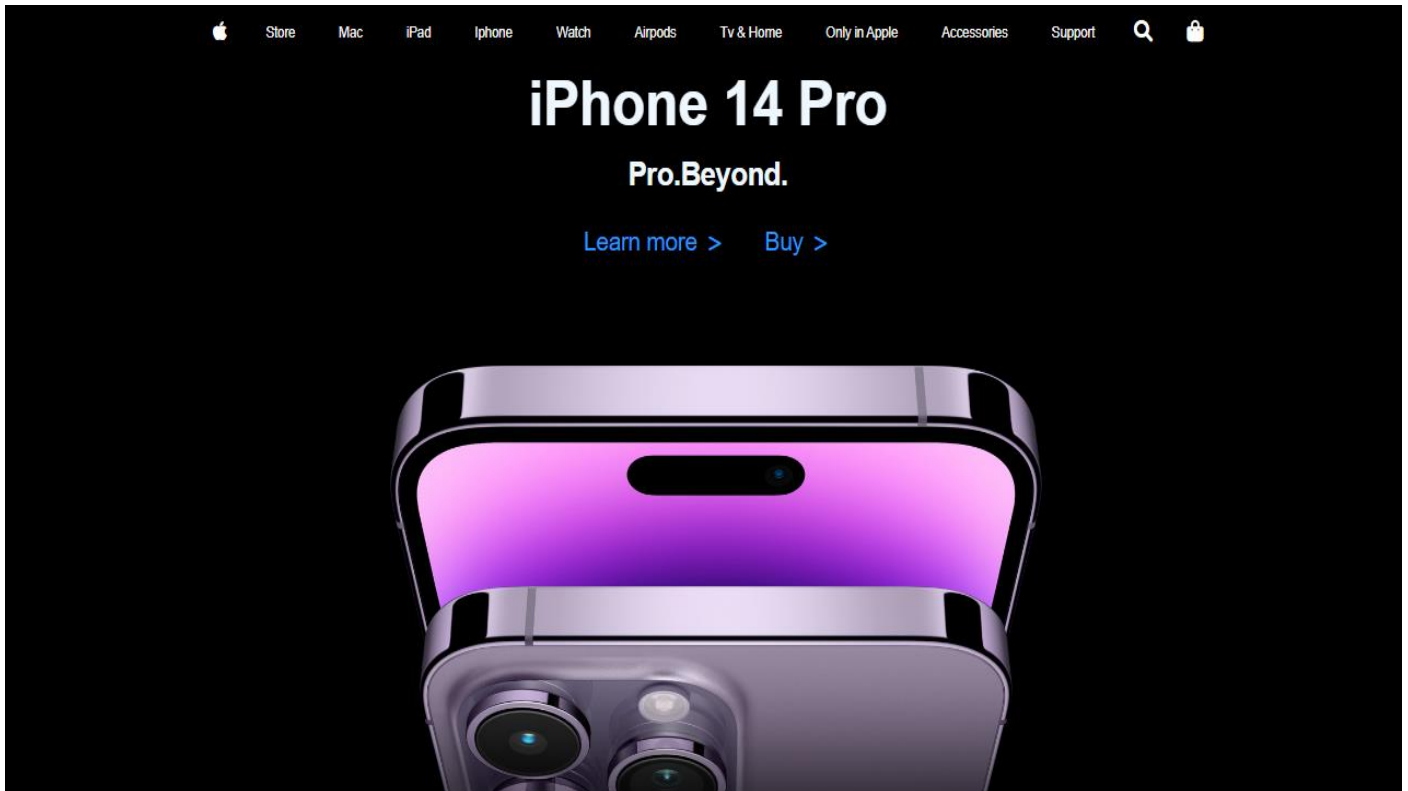 Store Mac iPad Iphone Watch Airpods Tv & Home Only in Apple Accessories Support
iPhone 14 Pro
Pro.Beyond.
Learn more > Buy >